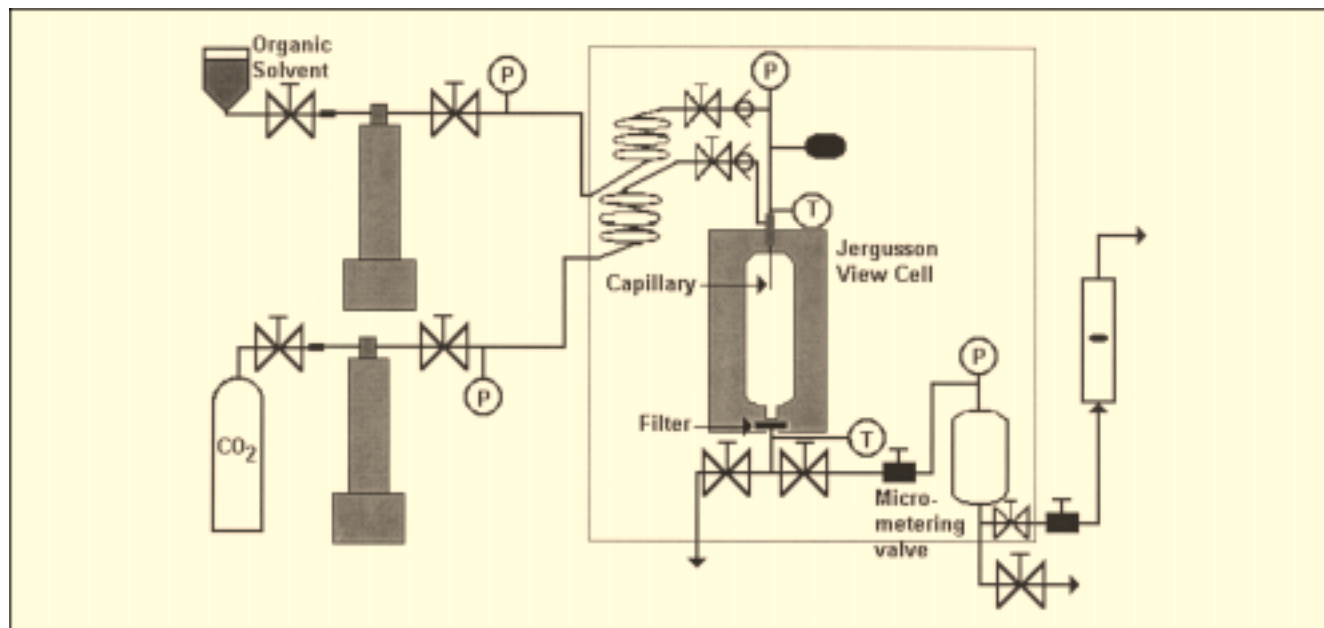 Organic
Solvent
P
P
T
Jergusson
View Cell
Capillary
P
P
CO2
Filter
T
Micro-
metering
valve